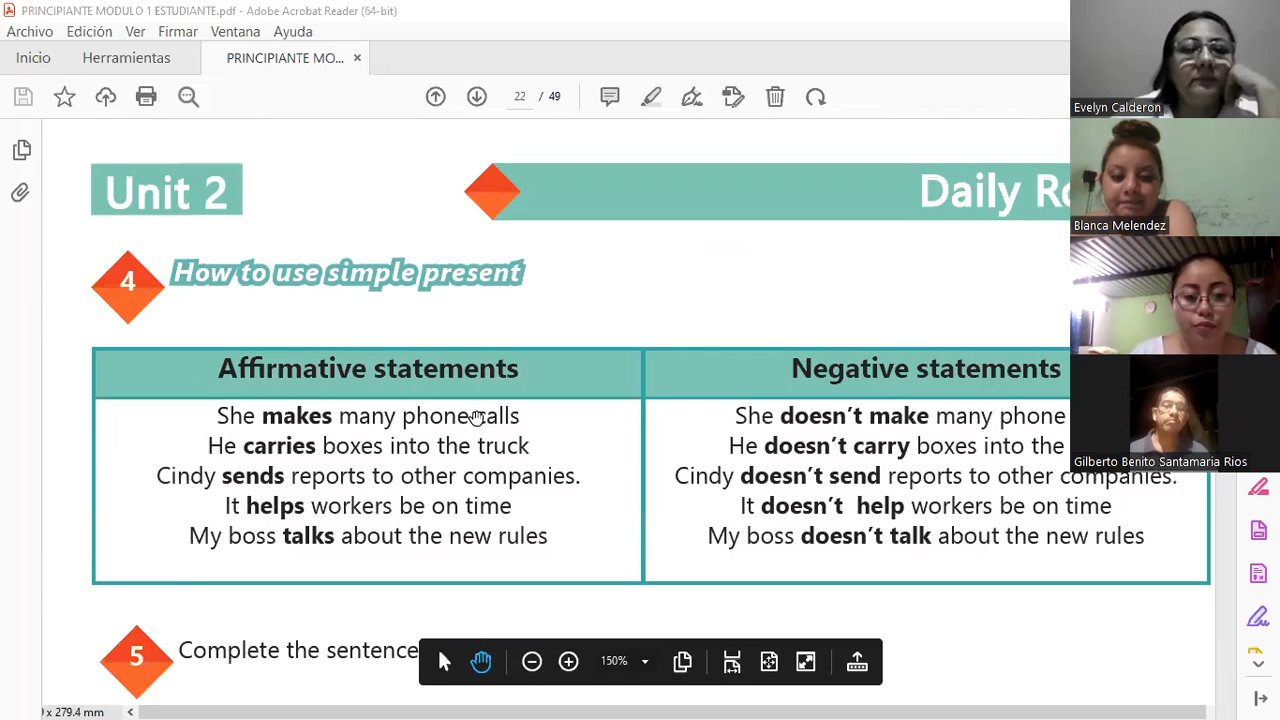 PRINCIPIANTE MODULO 1 ESTUDIANTE.pdf - Adobe Acrobat Reader (64-bit)
Archivo Edición Ver Firmar Ventana Ayuda
Inicio Herramientas PRINCIPIANTE MO... ×
22 / 49
Unit 2
Daily Ro
4 How to use simple present
Affirmative statements
She makes many phone calls
He carries boxes into the truck
Cindy sends reports to other companies.
It helps workers be on time
My boss talks about the new rules
Negative statements
She doesn't make many phone
He doesn't carry boxes into the
Cindy doesn't send reports to other companies.
It doesn't help workers be on time
My boss doesn't talk about the new rules
5 Complete the sentence
150%
9 x 279.4 mm
Evelyn Calderon
Blanca Melendez
Gilberto Benito Santamaria Rios